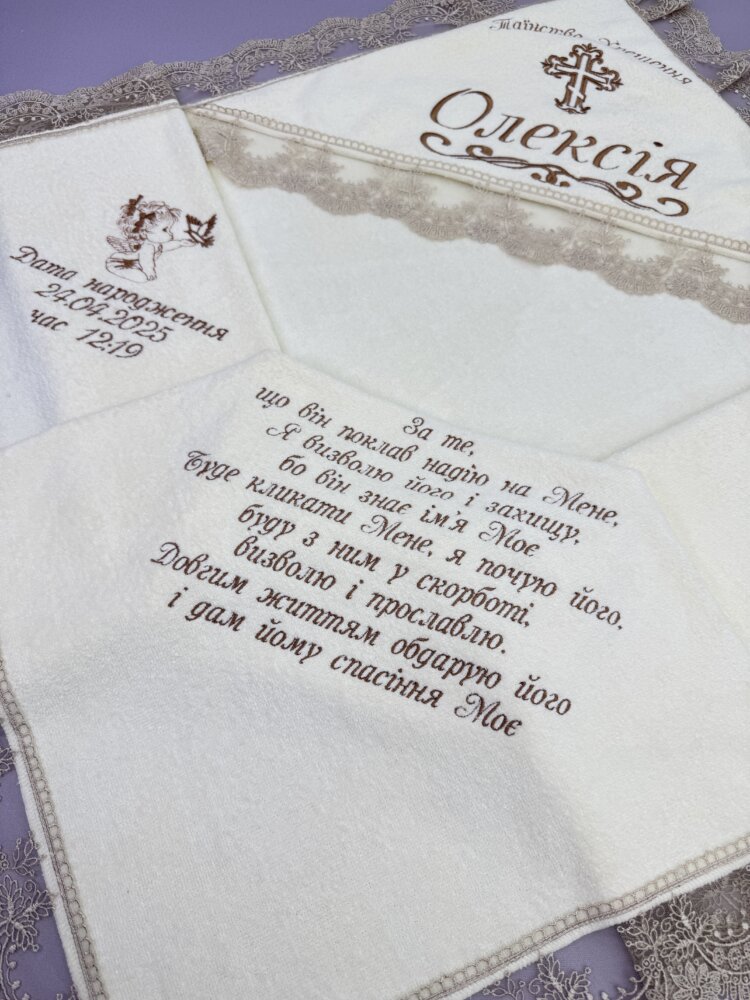 Таїнство Хрещення
Олексія
Дата народження
24.04.2025
час 12:19
За те,
що він поклав надію на Мене,
Я визволю його і захищу,
бо він знає ім'я Моє
Буде кликати Мене, я почую його,
буду з ним у скорботі,
визволю і прославлю.
Довгим життям обдарую його
і дам йому спасіння Моє